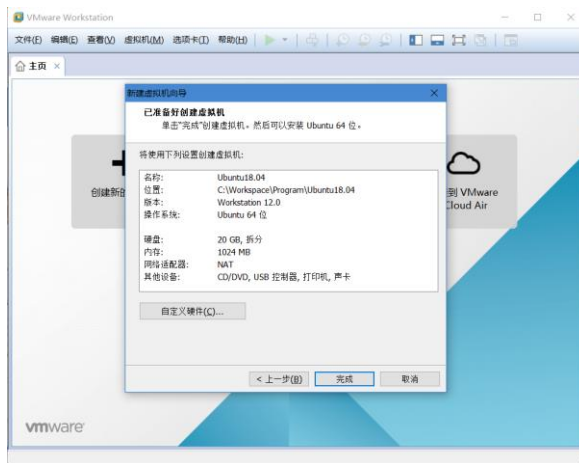 VMware Workstation
文件(F) 编辑(E) 查看(V) 虚拟机(M) 选项卡(T) 帮助(H)
主页
新建虚拟机向导
已准备好创建虚拟机
单击"完成"创建虚拟机。然后可以安装 Ubuntu 64 位。
将使用下列设置创建虚拟机:
名称: Ubuntu18.04
位置: C:\Workspace\Program\Ubuntu18.04
版本: Workstation 12.0
操作系统: Ubuntu 64 位
硬盘: 20 GB, 拆分
内存: 1024 MB
网络适配器: NAT
其他设备: CD/DVD, USB 控制器, 打印机, 声卡
创建新的
到 VMware
Cloud Air
自定义硬件(C)...
< 上一步(B) 完成 取消
vmware